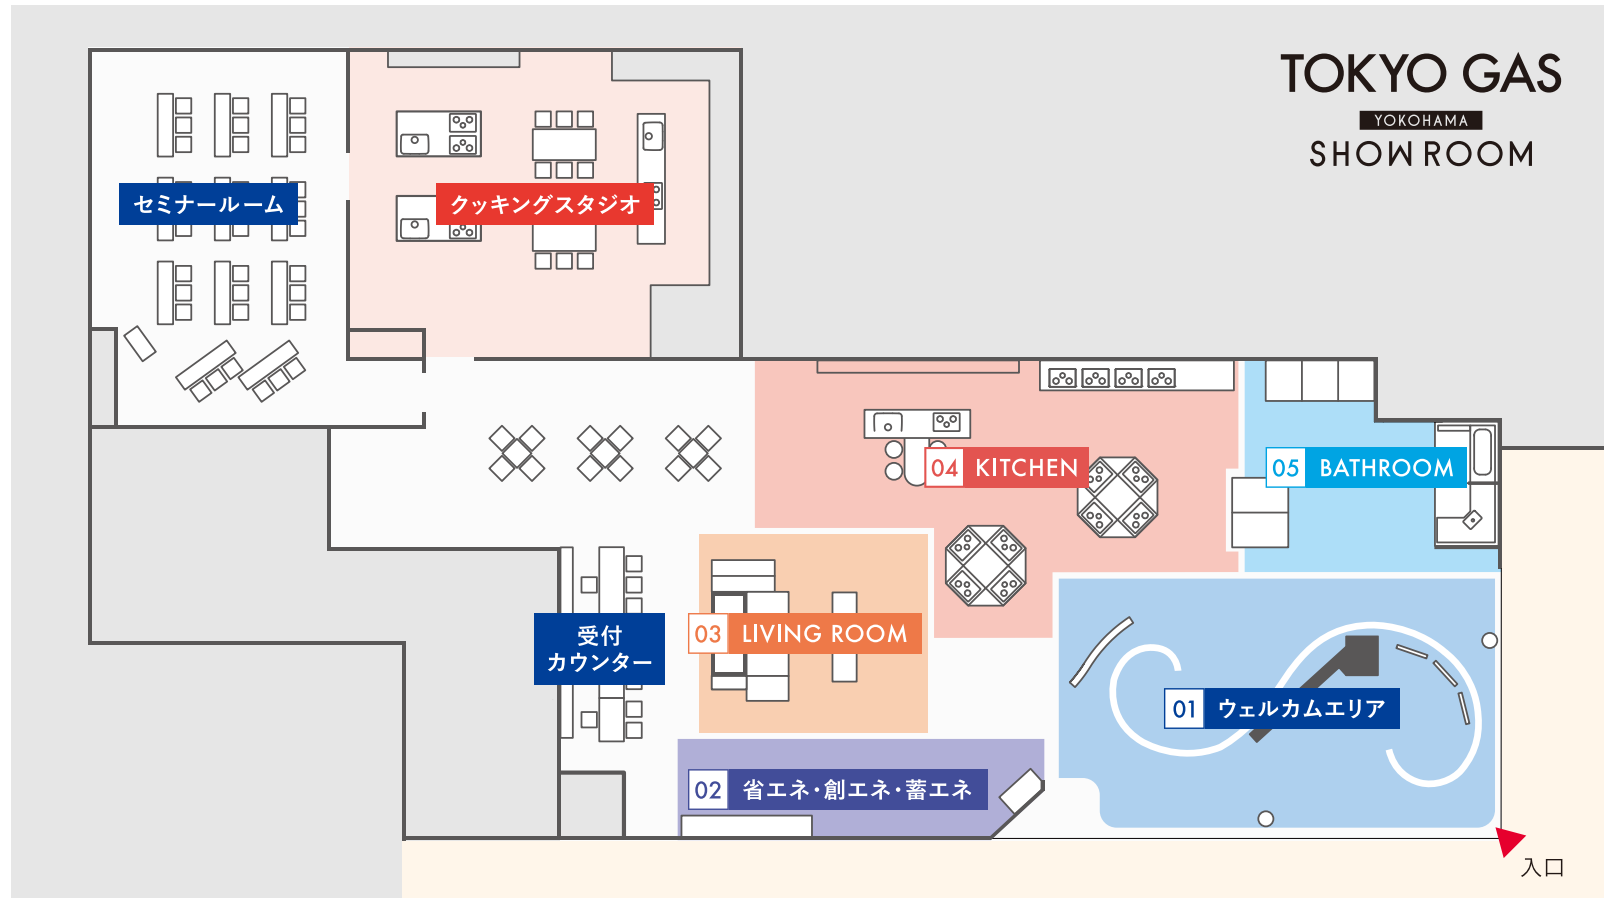 TOKYO GAS
YOKOHAMA
SHOWROOM
セミナールーム
クッキングスタジオ
04 KITCHEN
05 BATHROOM
受付
カウンター
03 LIVING ROOM
01 ウェルカムエリア
02 省エネ・創エネ・蓄エネ
入口